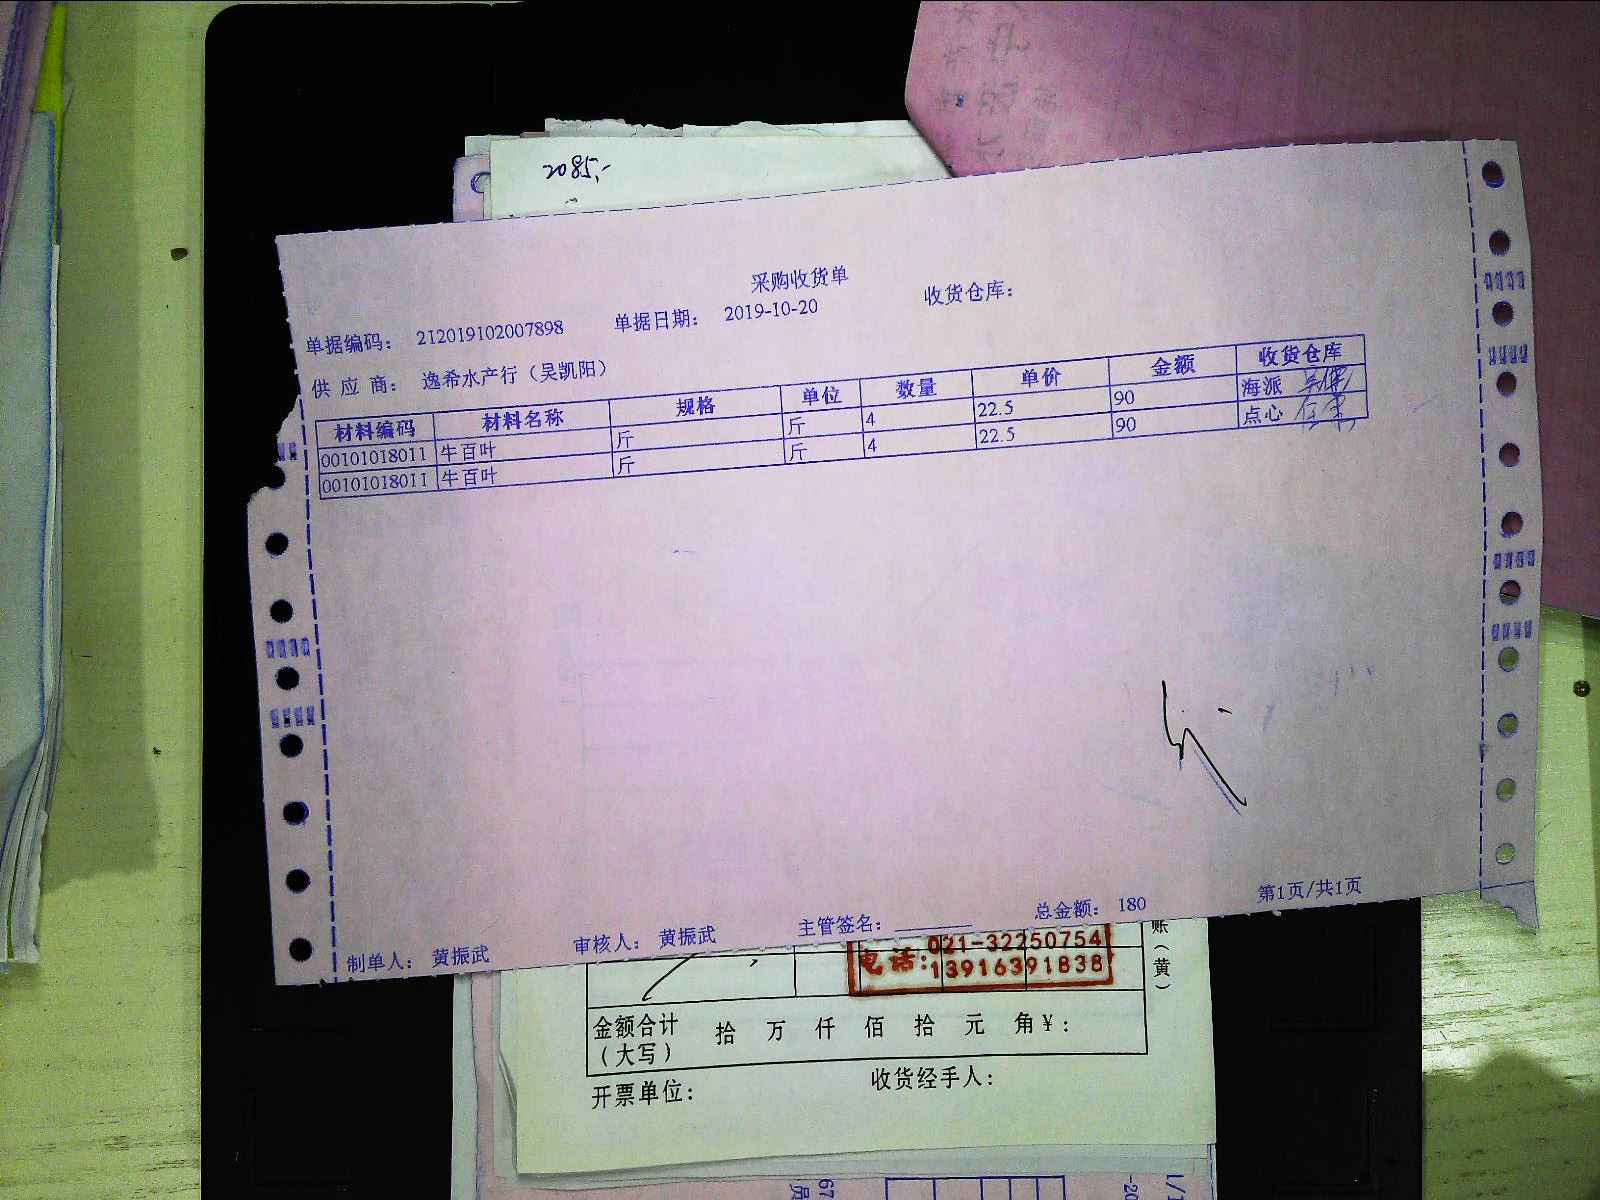 2085,-
采购收货单
单据编码： 212019102007898 单据日期： 2019-10-20 收货仓库：
供 应 商： 逸希水产行（吴凯阳）
材料编码 材料名称 规格 单位 数量 单价 金额 收货仓库
00101018011 牛百叶 斤 斤 4 22.5 90 海派
00101018011 牛百叶 斤 斤 4 22.5 90 点心
制单人： 黄振武 审核人： 黄振武 主管签名：________ 总金额： 180 第1页/共1页
电话:021-32250754
13916391838
账（黄）
金额合计（大写） 拾 万 仟 佰 拾 元 角 ¥：
开票单位： 收货经手人：
67
员
-20